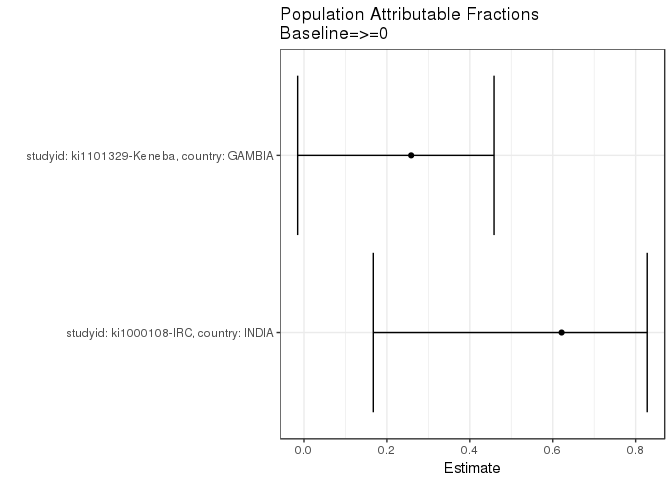 Population Attributable Fractions
Baseline=>=0
studyid: ki1101329-Keneba, country: GAMBIA
studyid: ki1000108-IRC, country: INDIA
0.0 0.2 0.4 0.6 0.8
Estimate